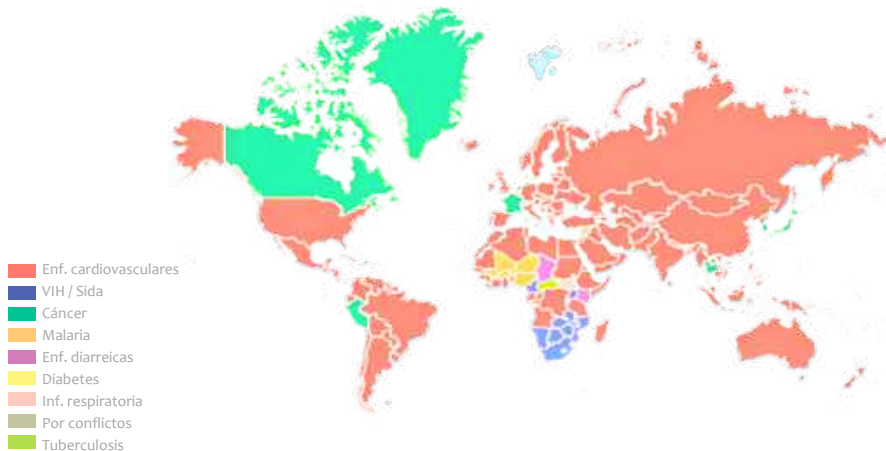 Enf. cardiovasculares
VIH / Sida
Cáncer
Malaria
Enf. diarreicas
Diabetes
Inf. respiratoria
Por conflictos
Tuberculosis